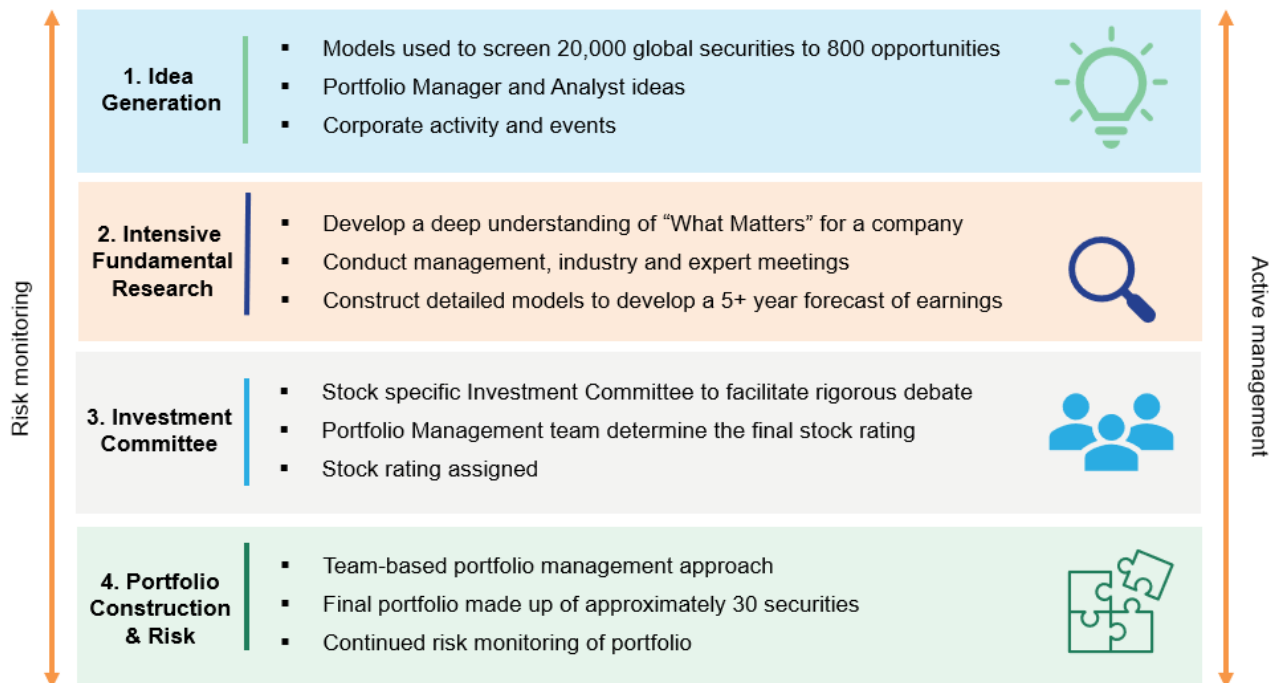 Risk monitoring
1. Idea
Generation
▪ Models used to screen 20,000 global securities to 800 opportunities
▪ Portfolio Manager and Analyst ideas
▪ Corporate activity and events
2. Intensive
Fundamental
Research
▪ Develop a deep understanding of “What Matters” for a company
▪ Conduct management, industry and expert meetings
▪ Construct detailed models to develop a 5+ year forecast of earnings
3. Investment
Committee
▪ Stock specific Investment Committee to facilitate rigorous debate
▪ Portfolio Management team determine the final stock rating
▪ Stock rating assigned
4. Portfolio
Construction
& Risk
▪ Team-based portfolio management approach
▪ Final portfolio made up of approximately 30 securities
▪ Continued risk monitoring of portfolio
Active management